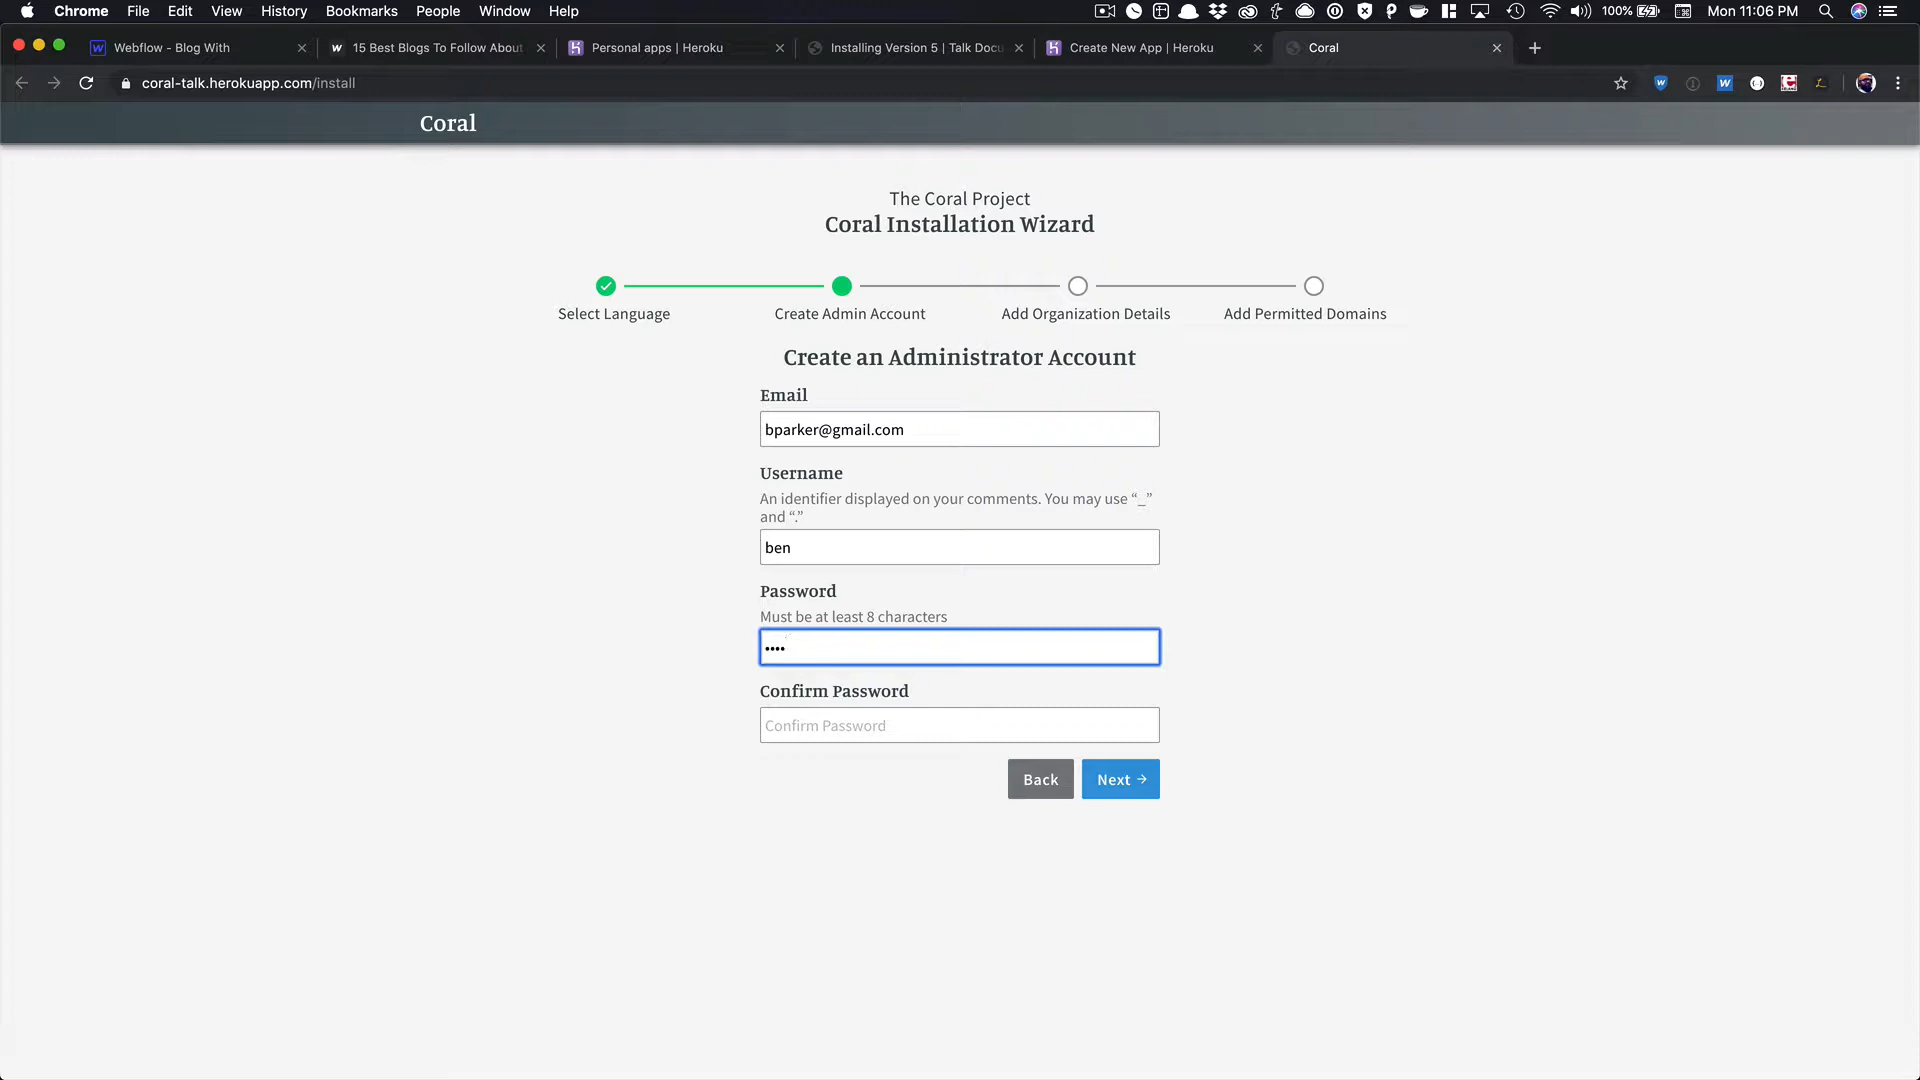 Chrome File Edit View History Bookmarks People Window Help 100% Mon 11:06 PM
Webflow - Blog With 15 Best Blogs To Follow About Personal apps | Heroku Installing Version 5 | Talk Docu Create New App | Heroku Coral
coral-talk.herokuapp.com/install
Coral
The Coral Project
Coral Installation Wizard
Select Language Create Admin Account Add Organization Details Add Permitted Domains
Create an Administrator Account
Email
bparker@gmail.com
Username
An identifier displayed on your comments. You may use “_”
and “.”
ben
Password
Must be at least 8 characters
••••
Confirm Password
Confirm Password
Back Next →